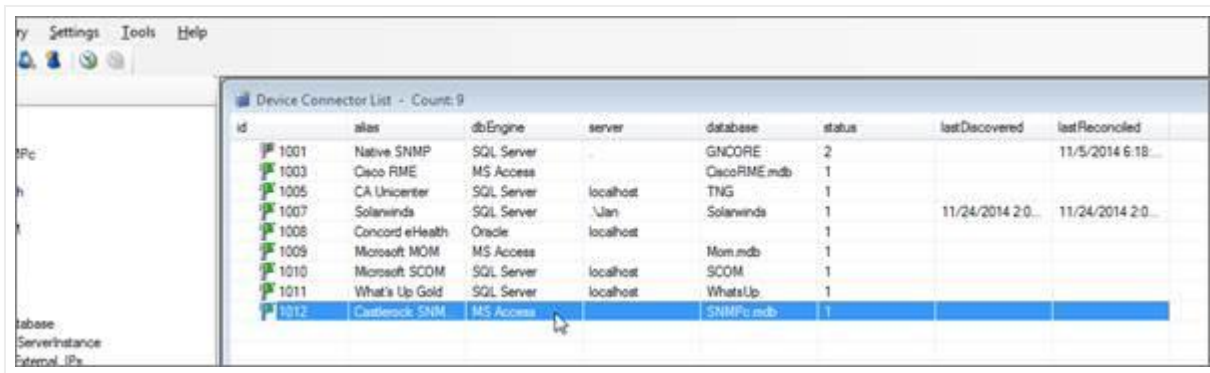 ry Settings Tools Help
Device Connector List - Count: 9
id alias dbEngine server database status lastDiscovered lastReconciled
1001 Native SNMP SQL Server . GNCORE 2 11/5/2014 6:18:...
1003 Cisco RME MS Access CiscoRME.mdb 1
1005 CA Unicenter SQL Server localhost TNG 1
1007 Solarwinds SQL Server .\Jan Solarwinds 1 11/24/2014 2:0... 11/24/2014 2:0...
1008 Concord eHealth Oracle localhost 1
1009 Microsoft MOM MS Access Mom.mdb 1
1010 Microsoft SCOM SQL Server localhost SCOM 1
1011 What's Up Gold SQL Server localhost WhatsUp 1
1012 Castlerock SNM MS Access SNMPc.mdb 1
MPc
h
t
tabase
ServerInstance
External_IPs